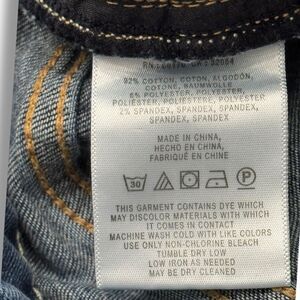 92% COTTON, COTON, ALGODÓN,
COTONE, BAUMWOLLE
6% POLYESTER, POLYESTER,
POLIÉSTER, POLIESTERE, POLYESTER
2% SPANDEX, SPANDEX, SPANDEX,
SPANDEX, SPANDEX
MADE IN CHINA,
HECHO EN CHINA,
FABRIQUÉ EN CHINE
30 P
THIS GARMENT CONTAINS DYE WHICH
MAY DISCOLOR MATERIALS WITH WHICH
IT COMES IN CONTACT
MACHINE WASH COLD WITH LIKE COLORS
USE ONLY NON-CHLORINE BLEACH
TUMBLE DRY LOW
LOW IRON AS NEEDED
MAY BE DRY CLEANED